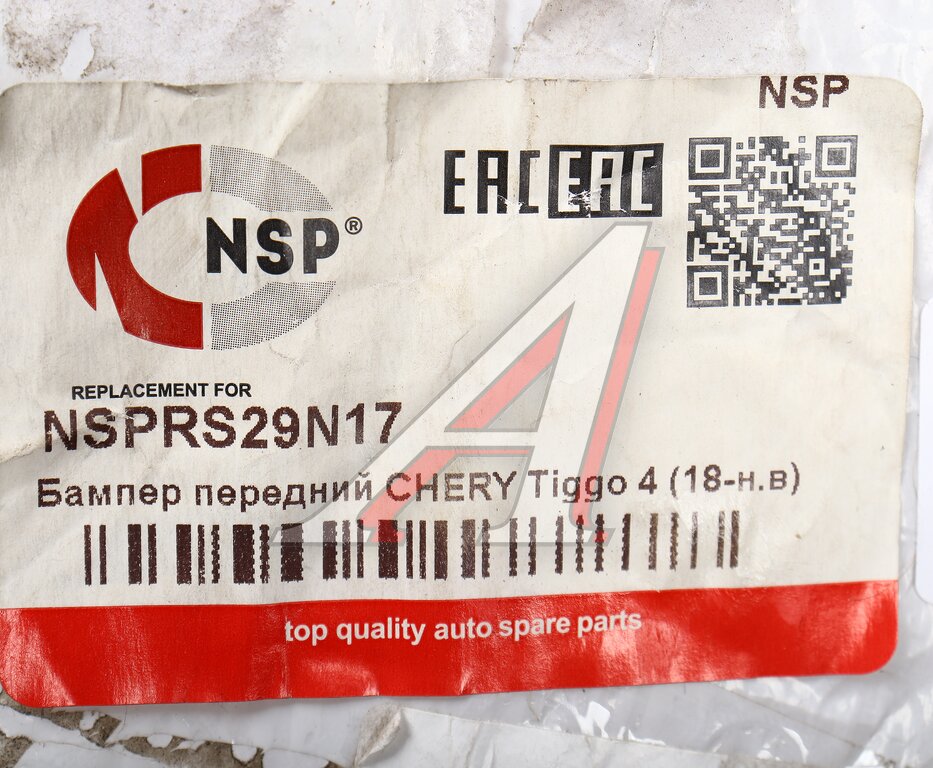 NSP
NSP®
EAC EAC
REPLACEMENT FOR
NSPRS29N17
Бампер передний CHERY Tiggo 4 (18-н.в)
top quality auto spare parts